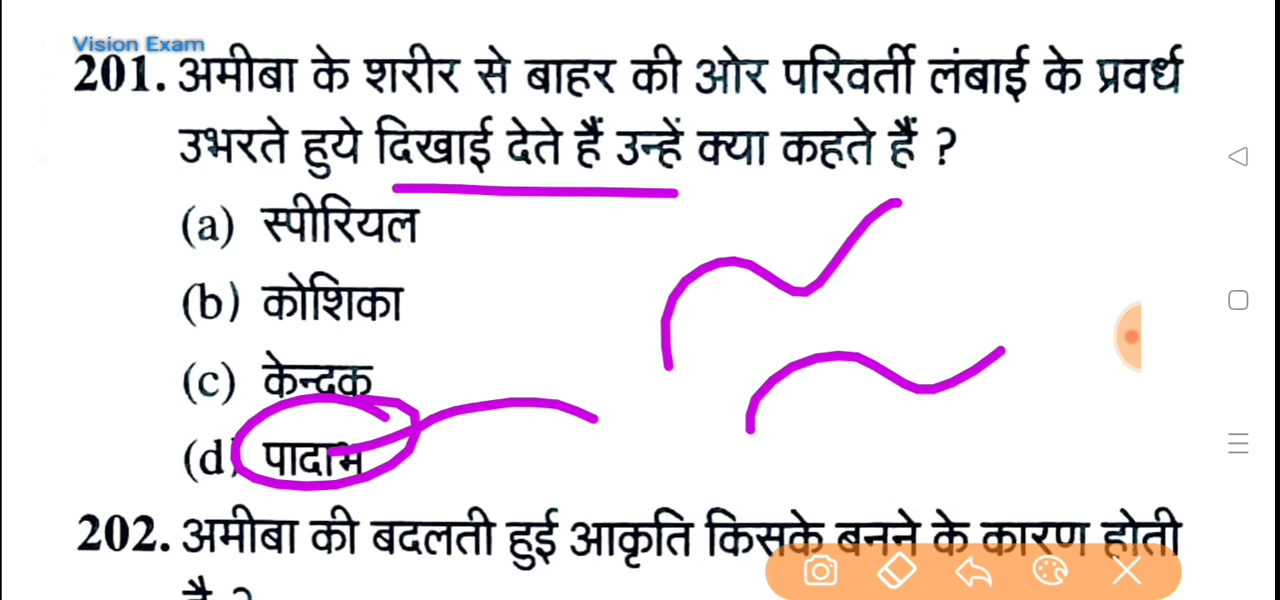 Vision Exam
201. अमीबा के शरीर से बाहर की ओर परिवर्ती लंबाई के प्रवर्ध
उभरते हुये दिखाई देते हैं उन्हें क्या कहते हैं ?
(a) स्पीरियल
(b) कोशिका
(c) केन्दक
(d) पादाभ
202. अमीबा की बदलती हुई आकृति किसके बनने के कारण होती
है ?